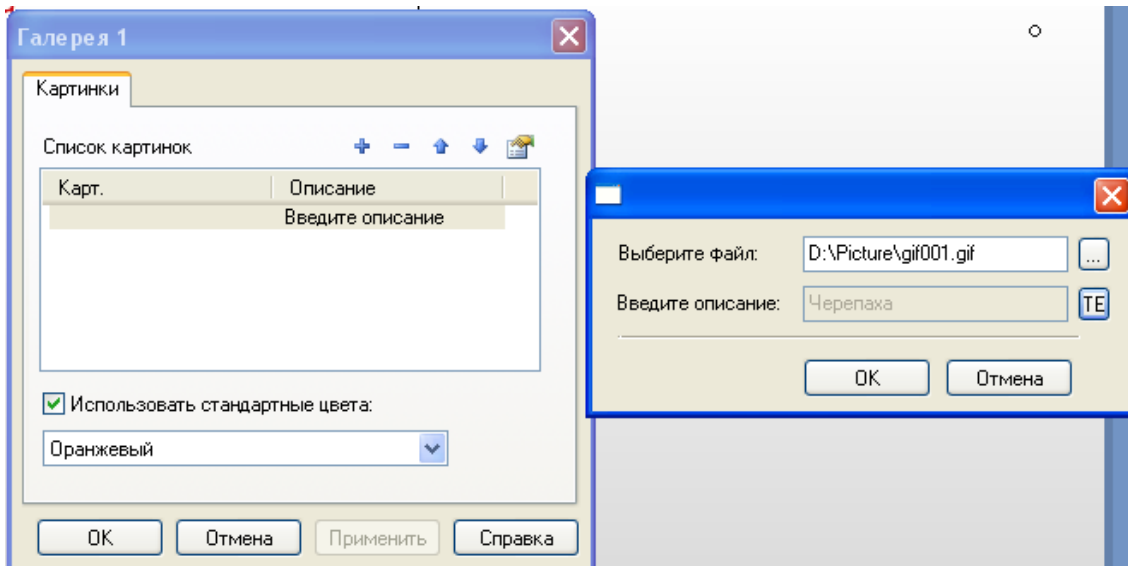 Галерея 1
Картинки
Список картинок
Карт. Описание
Введите описание
Использовать стандартные цвета:
Оранжевый
OK Отмена Применить Справка
Выберите файл: D:\Picture\gif001.gif ...
Введите описание: Черепаха TE
OK Отмена